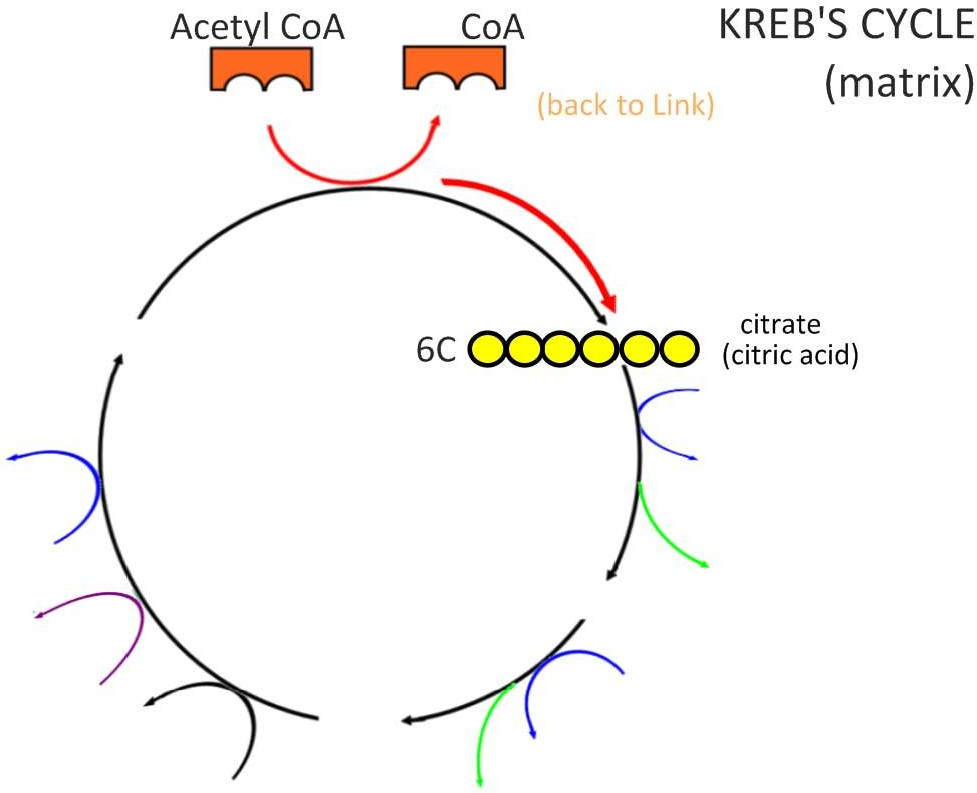 Acetyl CoA
CoA
KREB'S CYCLE
(matrix)
(back to Link)
6C
citrate
(citric acid)